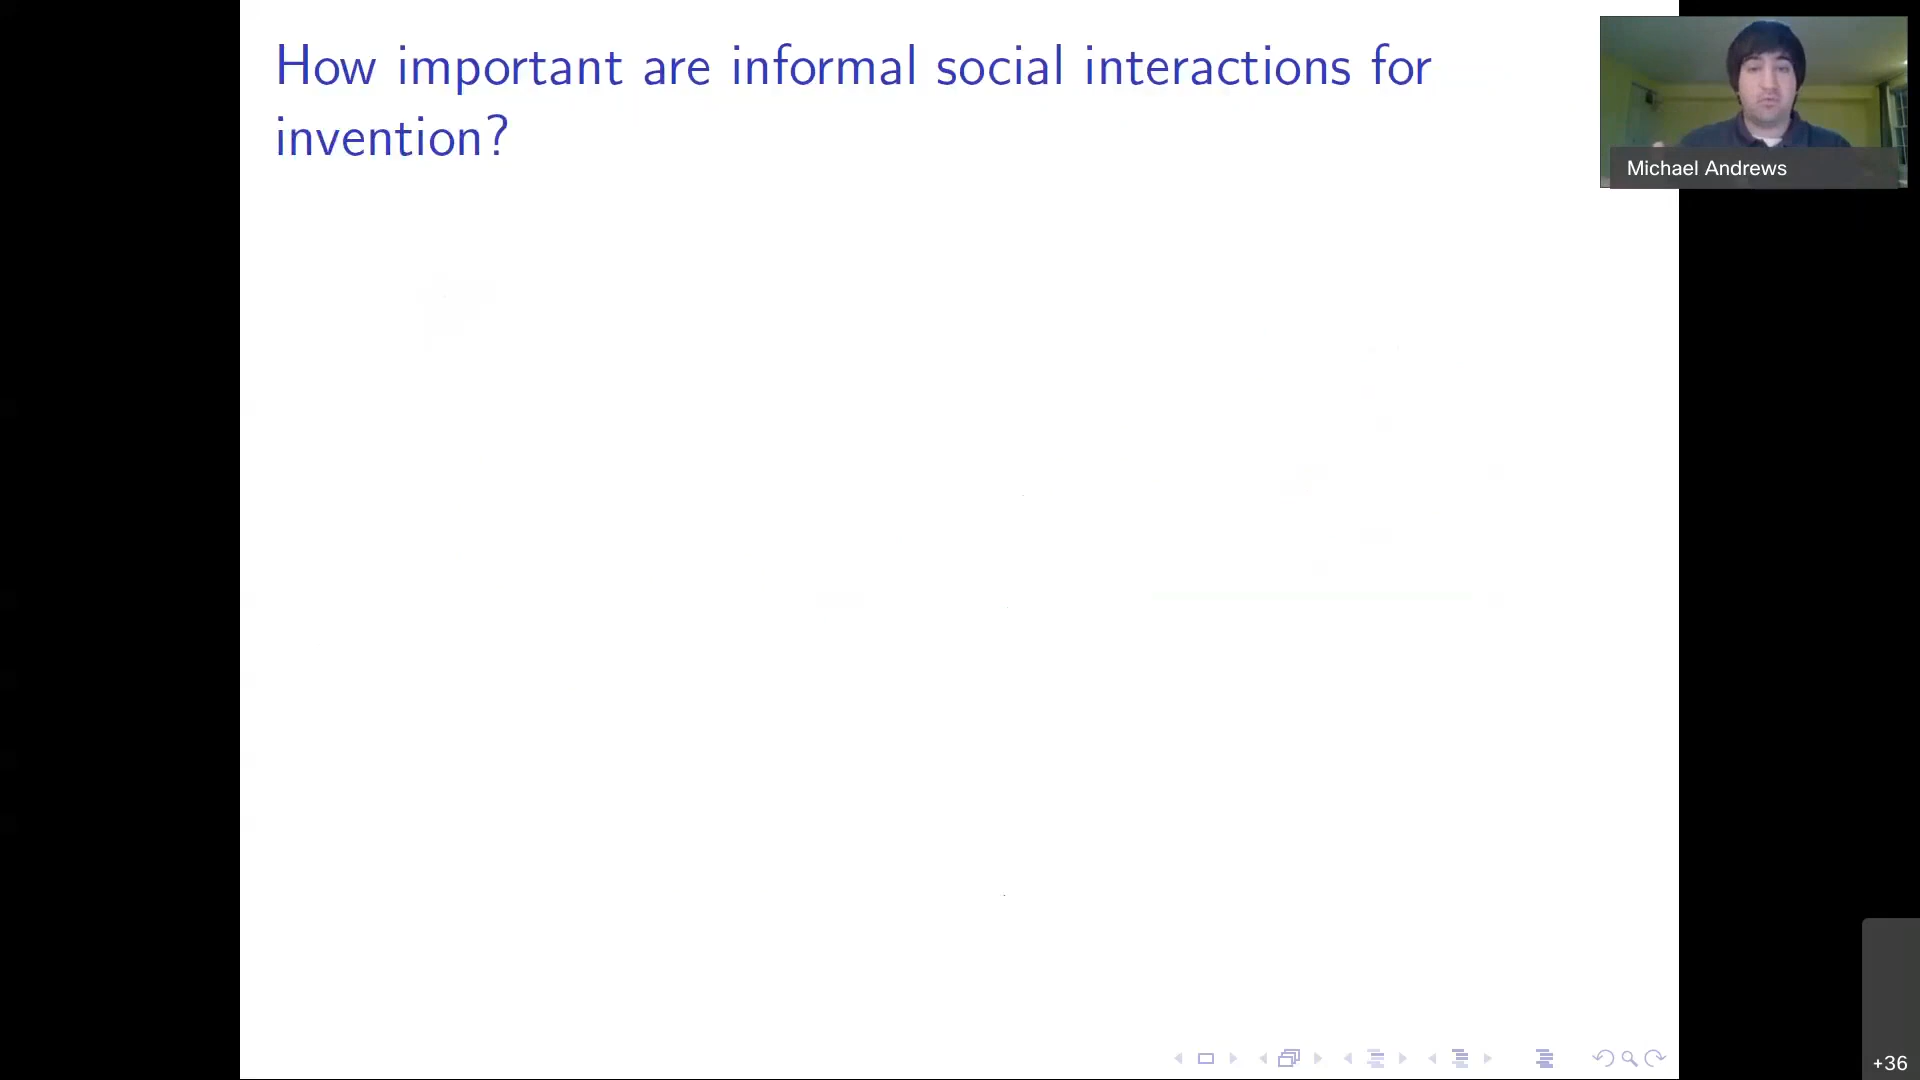 How important are informal social interactions for
invention?
Michael Andrews
+36